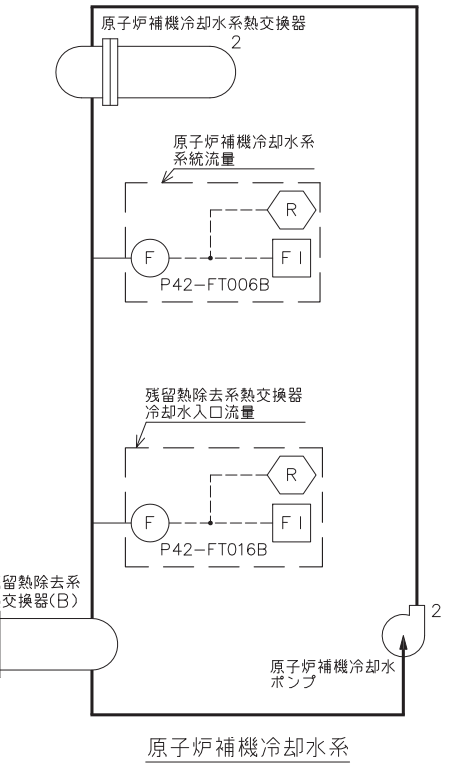 原子炉補機冷却水系熱交換器
2
原子炉補機冷却水系
系統流量
R
F
FI
P42-FT006B
残留熱除去系熱交換器
冷却水入口流量
R
F
FI
P42-FT016B
留熱除去系
交換器(B)
2
原子炉補機冷却水
ポンプ
原子炉補機冷却水系